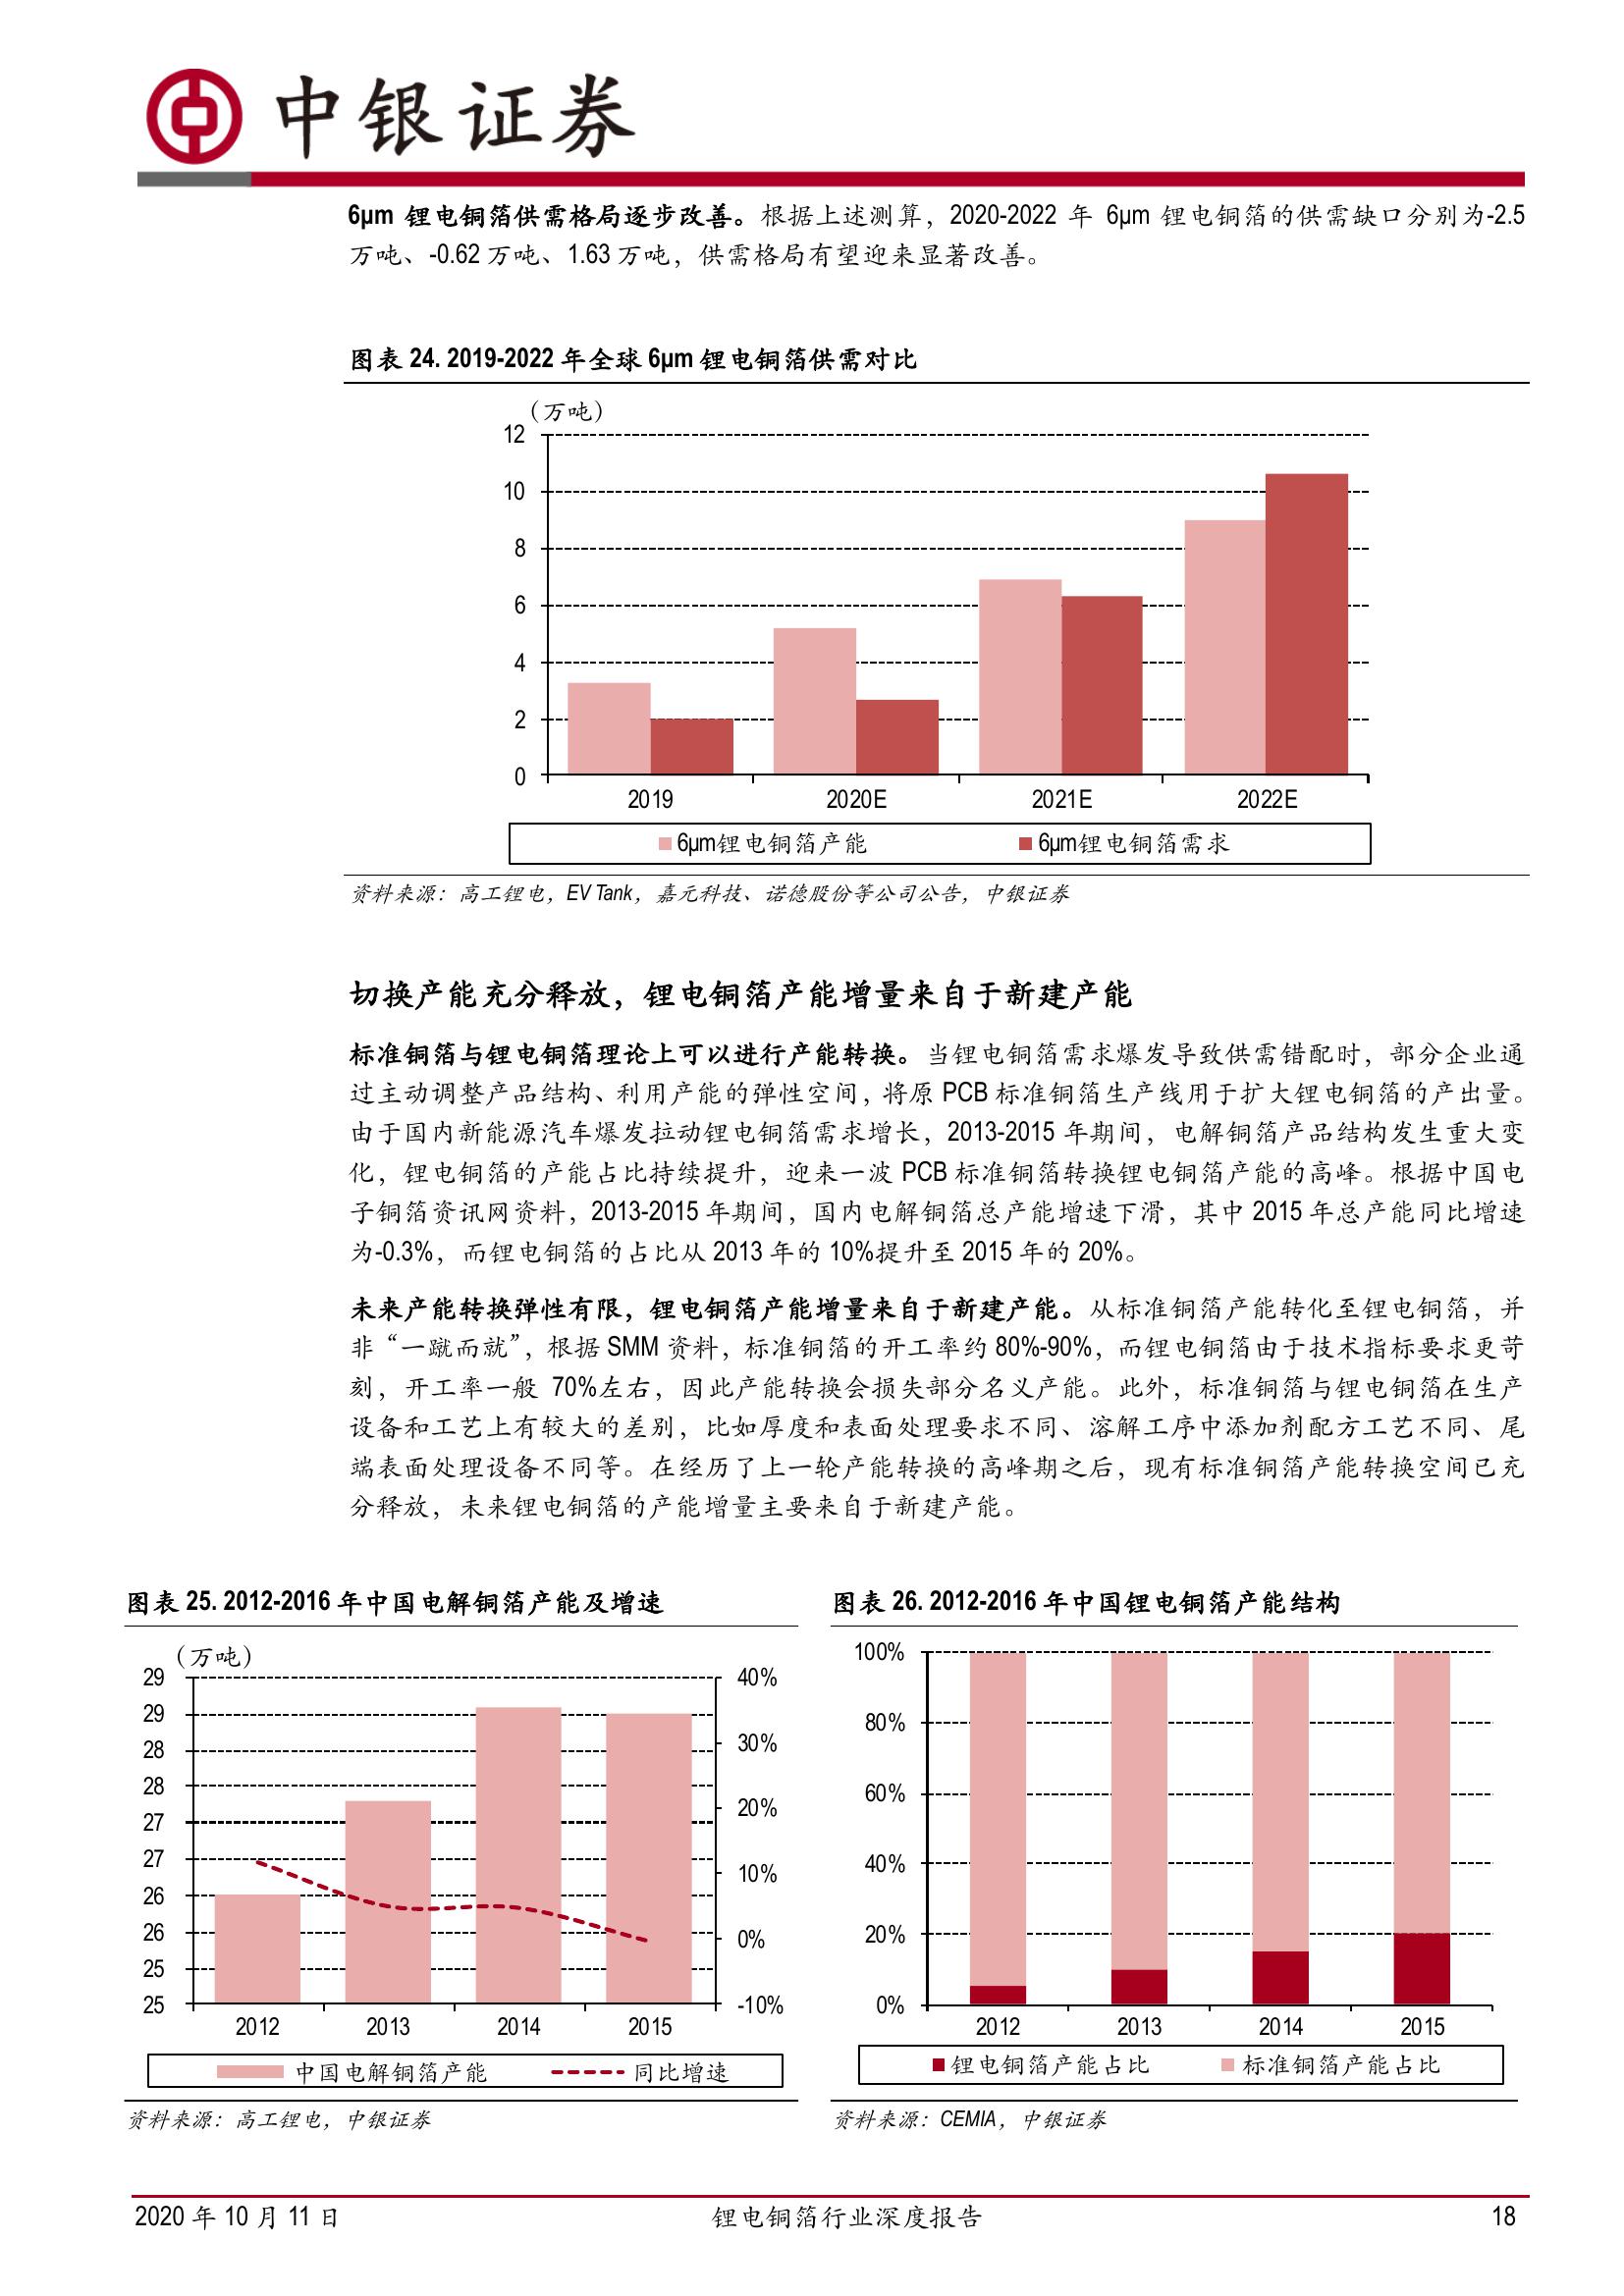 中银证券
6μm 锂电铜箔供需格局逐步改善。根据上述测算，2020-2022 年 6μm 锂电铜箔的供需缺口分别为-2.5
万吨、-0.62 万吨、1.63 万吨，供需格局有望迎来显著改善。
图表 24. 2019-2022 年全球 6μm 锂电铜箔供需对比
（万吨）
12
10
8
6
4
2
0
2019 2020E 2021E 2022E
6μm锂电铜箔产能 6μm锂电铜箔需求
资料来源：高工锂电，EV Tank，嘉元科技、诺德股份等公司公告，中银证券
切换产能充分释放，锂电铜箔产能增量来自于新建产能
标准铜箔与锂电铜箔理论上可以进行产能转换。当锂电铜箔需求爆发导致供需错配时，部分企业通
过主动调整产品结构、利用产能的弹性空间，将原 PCB 标准铜箔生产线用于扩大锂电铜箔的产出量。
由于国内新能源汽车爆发拉动锂电铜箔需求增长，2013-2015 年期间，电解铜箔产品结构发生重大变
化，锂电铜箔的产能占比持续提升，迎来一波 PCB 标准铜箔转换锂电铜箔产能的高峰。根据中国电
子铜箔资讯网资料，2013-2015 年期间，国内电解铜箔总产能增速下滑，其中 2015 年总产能同比增速
为-0.3%，而锂电铜箔的占比从 2013 年的 10%提升至 2015 年的 20%。
未来产能转换弹性有限，锂电铜箔产能增量来自于新建产能。从标准铜箔产能转化至锂电铜箔，并
非“一蹴而就”，根据 SMM 资料，标准铜箔的开工率约 80%-90%，而锂电铜箔由于技术指标要求更苛
刻，开工率一般 70%左右，因此产能转换会损失部分名义产能。此外，标准铜箔与锂电铜箔在生产
设备和工艺上有较大的差别，比如厚度和表面处理要求不同、溶解工序中添加剂配方工艺不同、尾
端表面处理设备不同等。在经历了上一轮产能转换的高峰期之后，现有标准铜箔产能转换空间已充
分释放，未来锂电铜箔的产能增量主要来自于新建产能。
图表 25. 2012-2016 年中国电解铜箔产能及增速
（万吨）
29 40%
29
28 30%
28
27 20%
27
26 10%
26 0%
25
25 -10%
2012 2013 2014 2015
中国电解铜箔产能 同比增速
资料来源：高工锂电，中银证券
图表 26. 2012-2016 年中国锂电铜箔产能结构
100%
80%
60%
40%
20%
0%
2012 2013 2014 2015
锂电铜箔产能占比 标准铜箔产能占比
资料来源：CEMIA，中银证券
2020 年 10 月 11 日 锂电铜箔行业深度报告 18